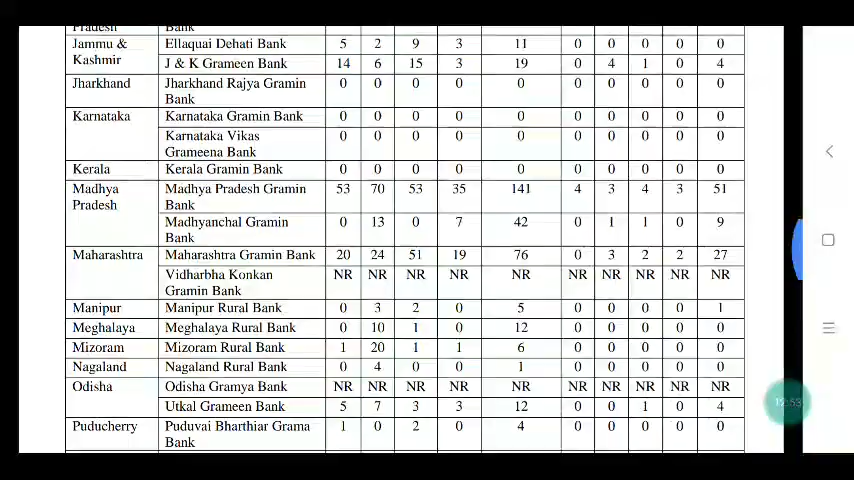 Pradesh Bank
Jammu & Ellaquai Dehati Bank 5 2 9 3 11 0 0 0 0 0
Kashmir J & K Grameen Bank 14 6 15 3 19 0 4 1 0 4
Jharkhand Jharkhand Rajya Gramin 0 0 0 0 0 0 0 0 0 0
Bank
Karnataka Karnataka Gramin Bank 0 0 0 0 0 0 0 0 0 0
Karnataka Vikas 0 0 0 0 0 0 0 0 0 0
Grameena Bank
Kerala Kerala Gramin Bank 0 0 0 0 0 0 0 0 0 0
Madhya Madhya Pradesh Gramin 53 70 53 35 141 4 3 4 3 51
Pradesh Bank
Madhyanchal Gramin 0 13 0 7 42 0 1 1 0 9
Bank
Maharashtra Maharashtra Gramin Bank 20 24 51 19 76 0 3 2 2 27
Vidharbha Konkan NR NR NR NR NR NR NR NR NR NR
Gramin Bank
Manipur Manipur Rural Bank 0 3 2 0 5 0 0 0 0 1
Meghalaya Meghalaya Rural Bank 0 10 1 0 12 0 0 0 0 0
Mizoram Mizoram Rural Bank 1 20 1 1 6 0 0 0 0 0
Nagaland Nagaland Rural Bank 0 4 0 0 1 0 0 0 0 0
Odisha Odisha Gramya Bank NR NR NR NR NR NR NR NR NR NR
Utkal Grameen Bank 5 7 3 3 12 0 0 1 0 4
Puducherry Puduvai Bharthiar Grama 1 0 2 0 4 0 0 0 0 0
Bank
12:53